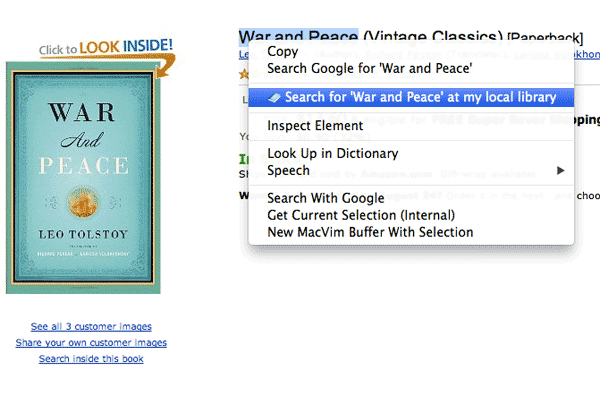 Click to LOOK INSIDE!
WAR
And
PEACE
LEO TOLSTOY
See all 3 customer images
Share your own customer images
Search inside this book
War and Peace (Vintage Classics) [Paperback]
Copy
Search Google for 'War and Peace'
Search for 'War and Peace' at my local library
Inspect Element
Look Up in Dictionary
Speech
Search With Google
Get Current Selection (Internal)
New MacVim Buffer With Selection